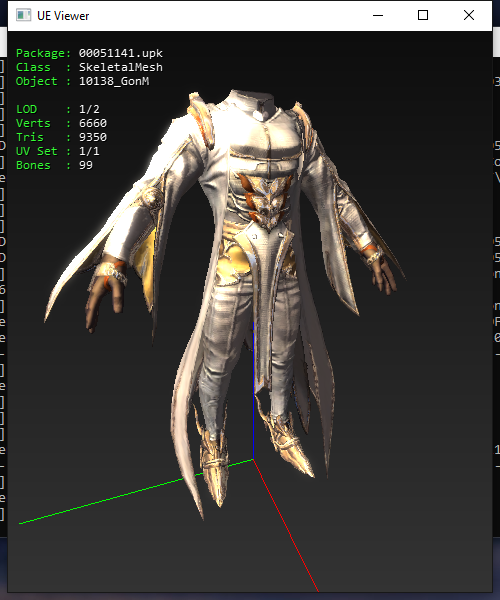 UE Viewer
Package: 00051141.upk
Class  : SkeletalMesh
Object : 10138_GonM
LOD    : 1/2
Verts  : 6660
Tris   : 9350
UV Set : 1/1
Bones  : 99